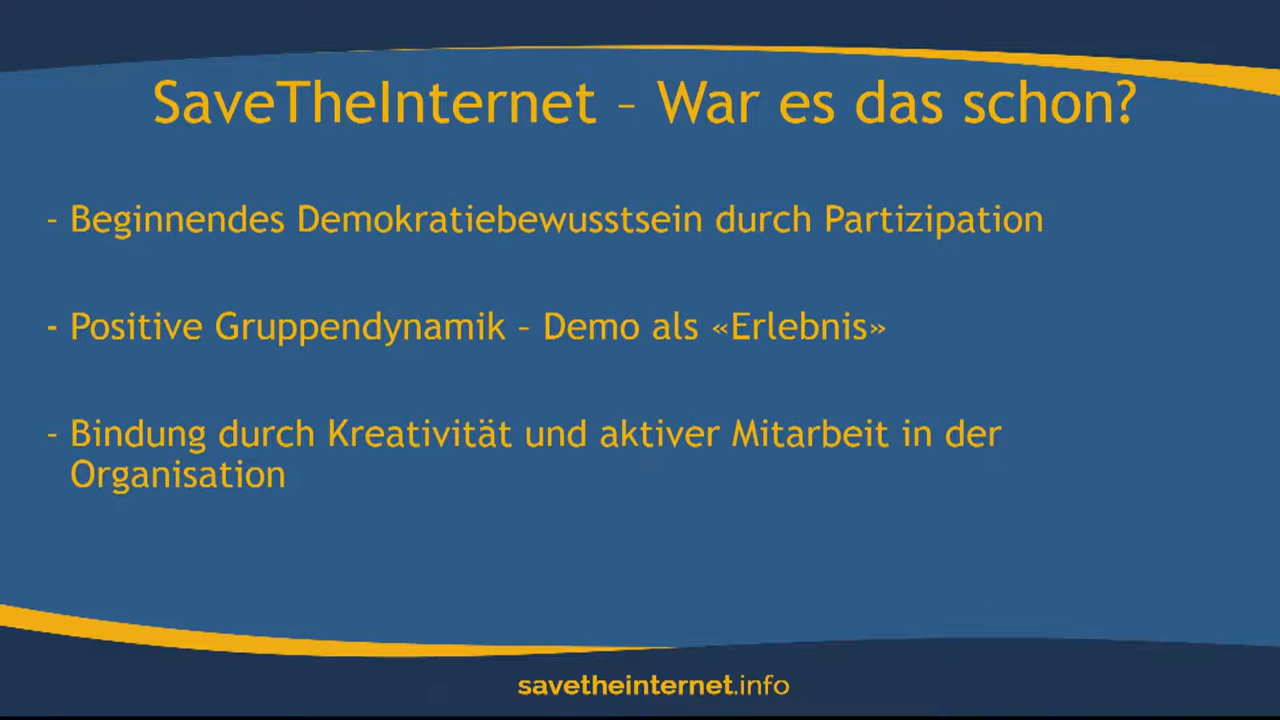 SaveTheInternet – War es das schon?
- Beginnendes Demokratiebewusstsein durch Partizipation
- Positive Gruppendynamik – Demo als «Erlebnis»
- Bindung durch Kreativität und aktiver Mitarbeit in der
Organisation
savetheinternet.info